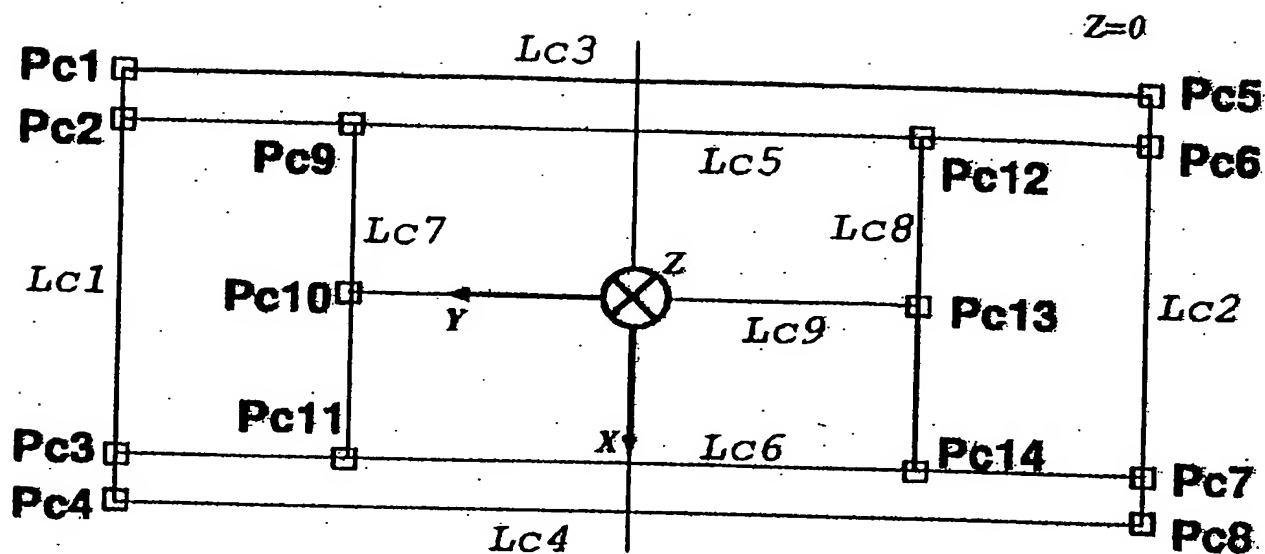 Z=0
Lc3
Pc1
Pc5
Pc2
Pc6
Pc9
Lc5
Pc12
Lc7
Lc8
Z
Lc1
Pc10
Y
Lc9
Pc13
Lc2
Pc11
X
Pc3
Lc6
Pc14
Pc7
Pc4
Lc4
Pc8